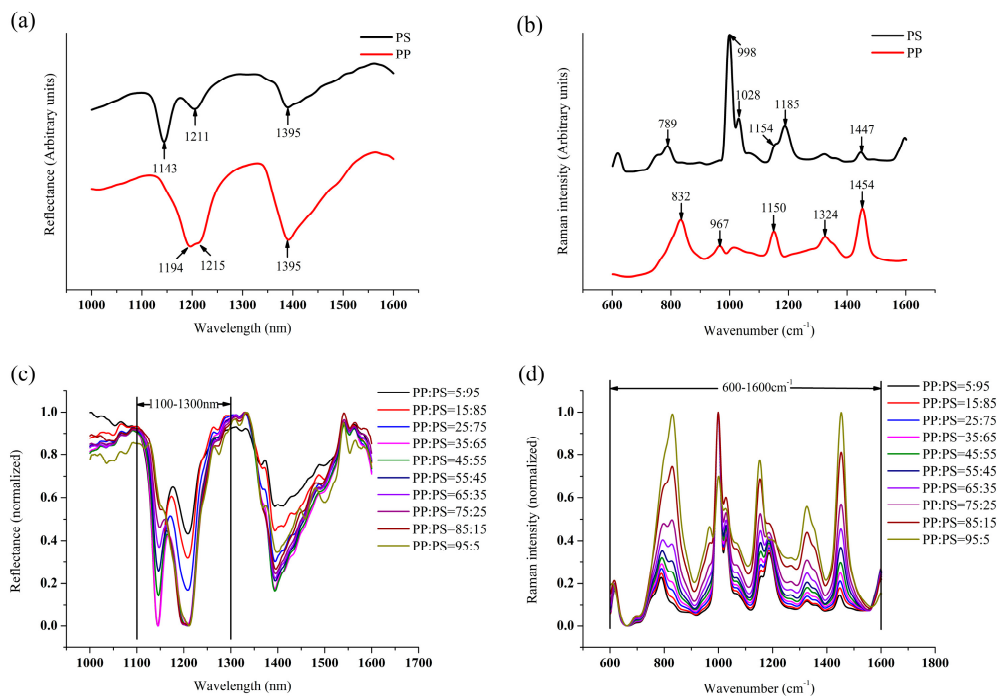 (a)
PS
PP
Reflectance (Arbitrary units)
1143
1211
1395
1194
1215
1395
1000 1100 1200 1300 1400 1500 1600
Wavelength (nm)
(b)
PS
PP
Raman intensity (Arbitrary units)
789
998
1028
1154
1185
1447
832
967
1150
1324
1454
600 800 1000 1200 1400 1600
Wavenumber (cm⁻¹)
(c)
1100-1300nm
PP:PS=5:95
PP:PS=15:85
PP:PS=25:75
PP:PS=35:65
PP:PS=45:55
PP:PS=55:45
PP:PS=65:35
PP:PS=75:25
PP:PS=85:15
PP:PS=95:5
Reflectance (normalized)
1.0
0.8
0.6
0.4
0.2
0.0
1000 1100 1200 1300 1400 1500 1600 1700
Wavelength (nm)
(d)
600-1600cm⁻¹
PP:PS=5:95
PP:PS=15:85
PP:PS=25:75
PP:PS=35:65
PP:PS=45:55
PP:PS=55:45
PP:PS=65:35
PP:PS=75:25
PP:PS=85:15
PP:PS=95:5
Raman intensity (normalized)
1.0
0.8
0.6
0.4
0.2
0.0
600 800 1000 1200 1400 1600 1800
Wavenumber (cm⁻¹)